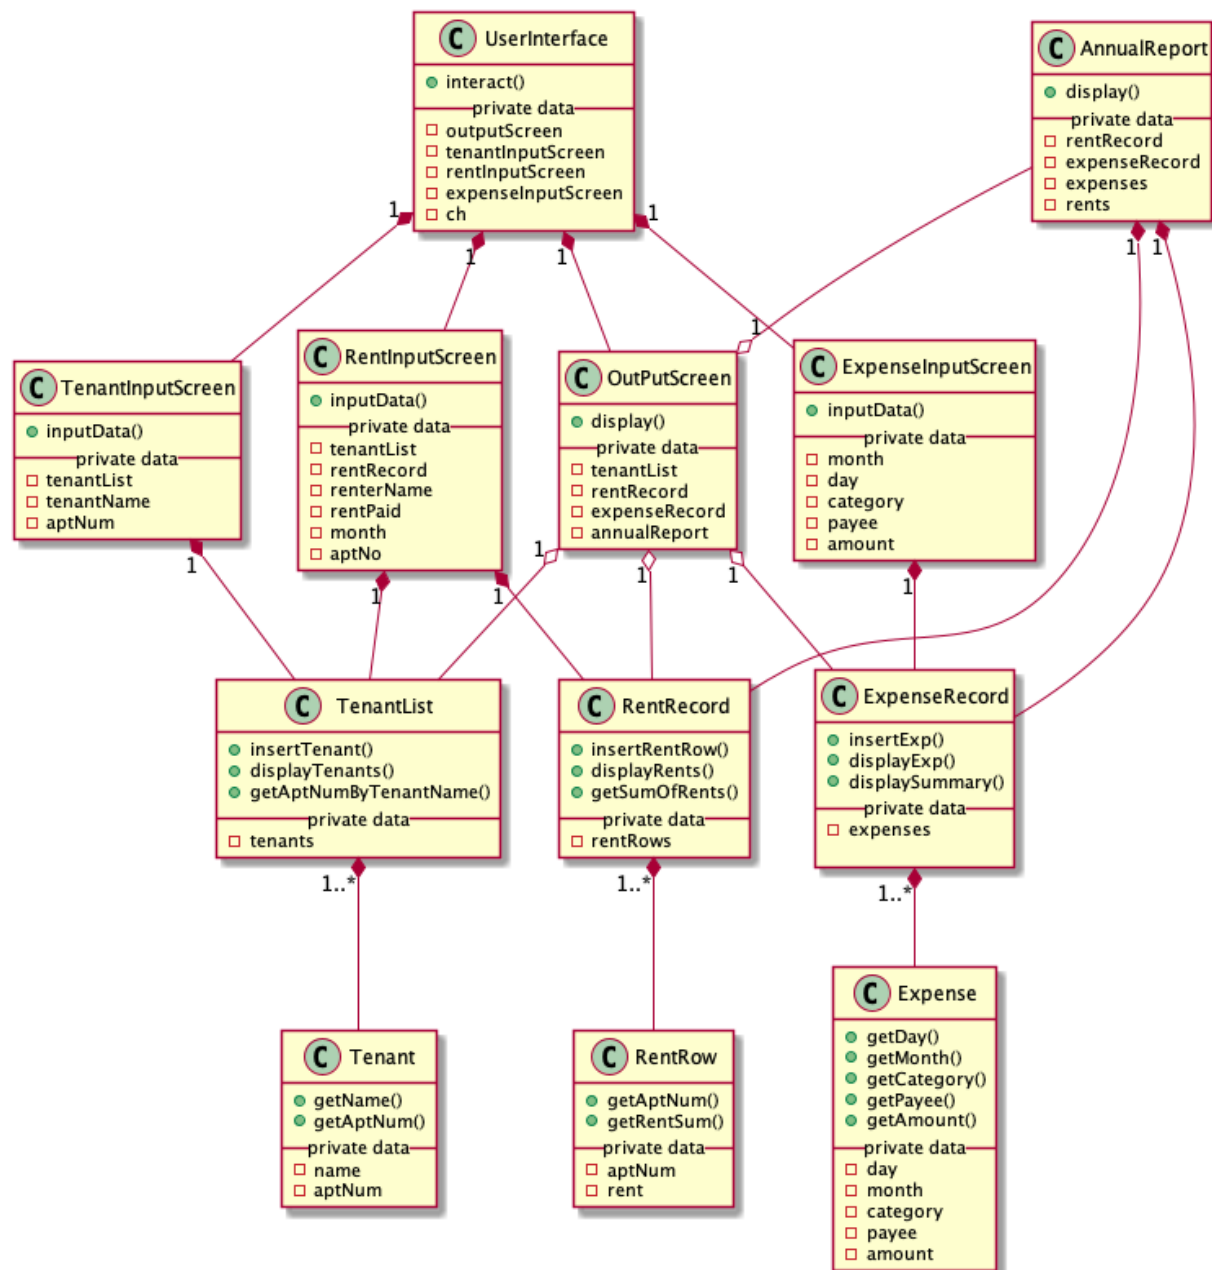 C UserInterface
interact()
private data
outputScreen
tenantInputScreen
rentInputScreen
expenseInputScreen
ch
C AnnualReport
display()
private data
rentRecord
expenseRecord
expenses
rents
1
1
1
1
1
1
1
C TenantInputScreen
inputData()
private data
tenantList
tenantName
aptNum
C RentInputScreen
inputData()
private data
tenantList
rentRecord
renterName
rentPaid
month
aptNo
C OutPutScreen
display()
private data
tenantList
rentRecord
expenseRecord
annualReport
C ExpenseInputScreen
inputData()
private data
month
day
category
payee
amount
1
1
1
1
1
1
1
C TenantList
insertTenant()
displayTenants()
getAptNumByTenantName()
private data
tenants
C RentRecord
insertRentRow()
displayRents()
getSumOfRents()
private data
rentRows
C ExpenseRecord
insertExp()
displayExp()
displaySummary()
private data
expenses
1..*
1..*
1..*
C Tenant
getName()
getAptNum()
private data
name
aptNum
C RentRow
getAptNum()
getRentSum()
private data
aptNum
rent
C Expense
getDay()
getMonth()
getCategory()
getPayee()
getAmount()
private data
day
month
category
payee
amount